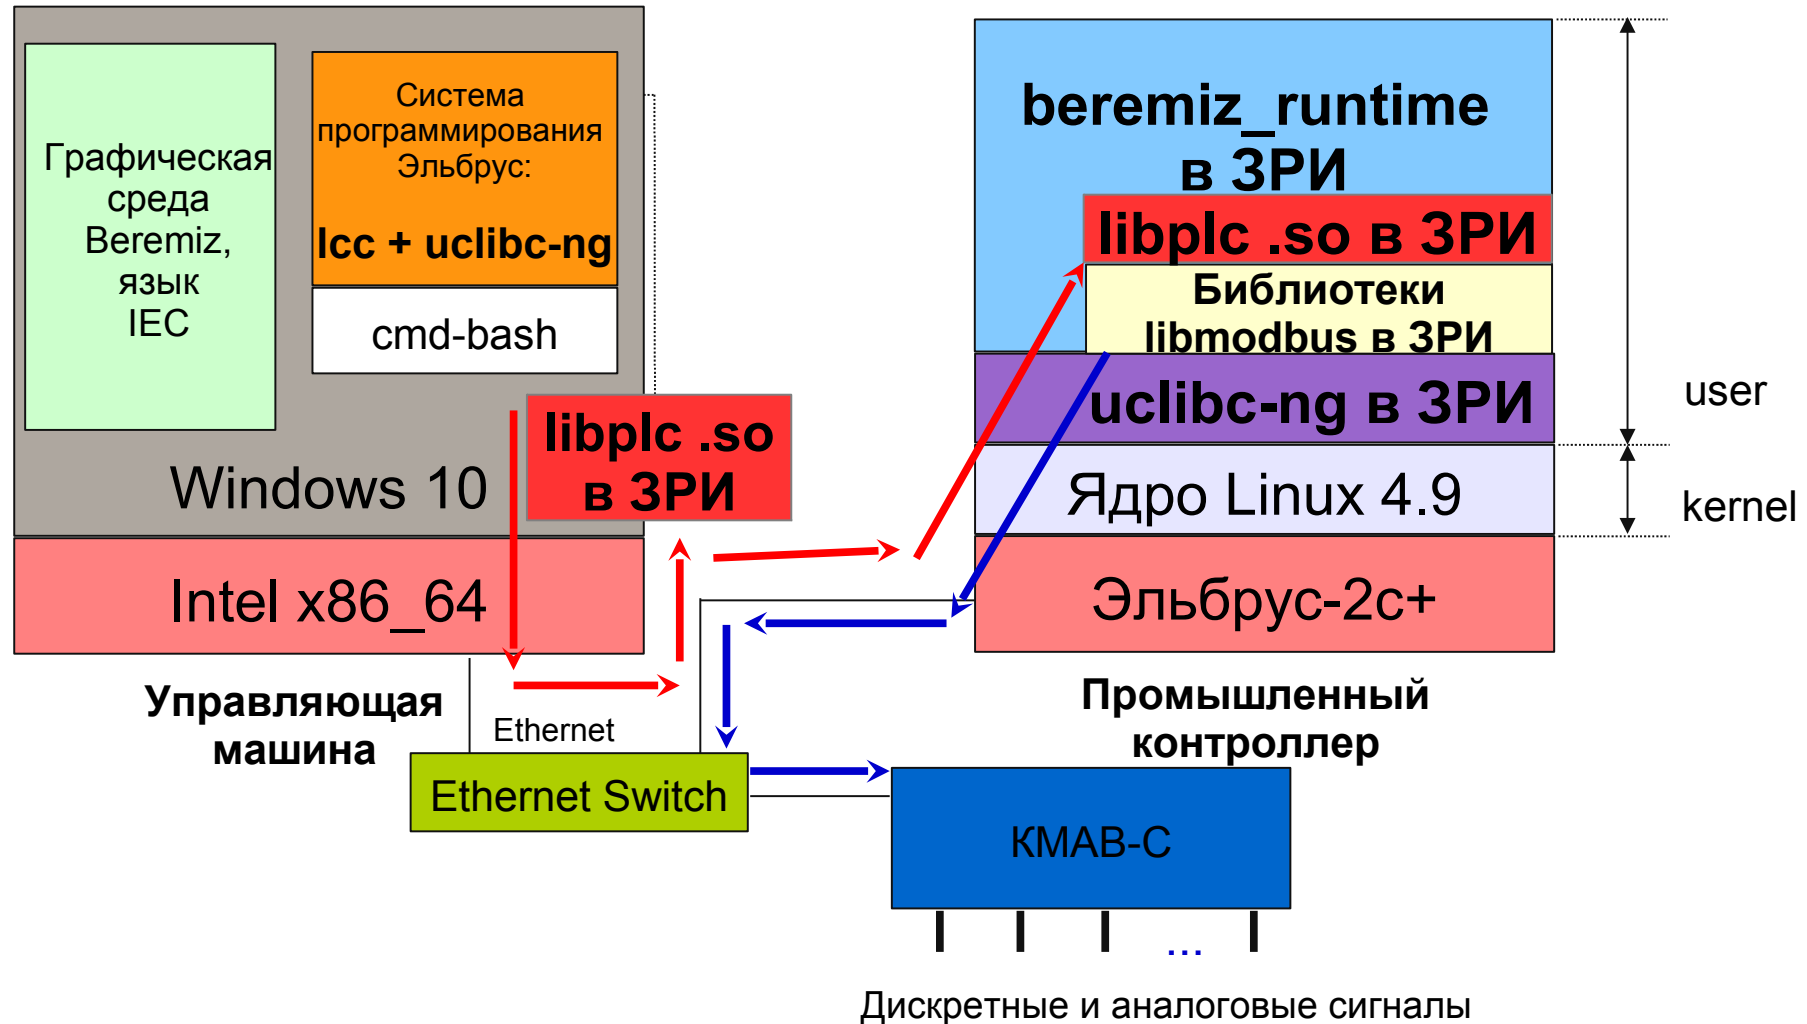 Графическая
среда
Beremiz,
язык
IEC
Система
программирования
Эльбрус:
lcc + uclibc-ng
cmd-bash
libplc .so
в ЗРИ
Windows 10
Intel x86_64
Управляющая
машина
Ethernet
Ethernet Switch
beremiz_runtime
в ЗРИ
libplc .so в ЗРИ
Библиотеки
libmodbus в ЗРИ
uclibc-ng в ЗРИ
Ядро Linux 4.9
Эльбрус-2с+
user
kernel
Промышленный
контроллер
КМАВ-С
...
Дискретные и аналоговые сигналы